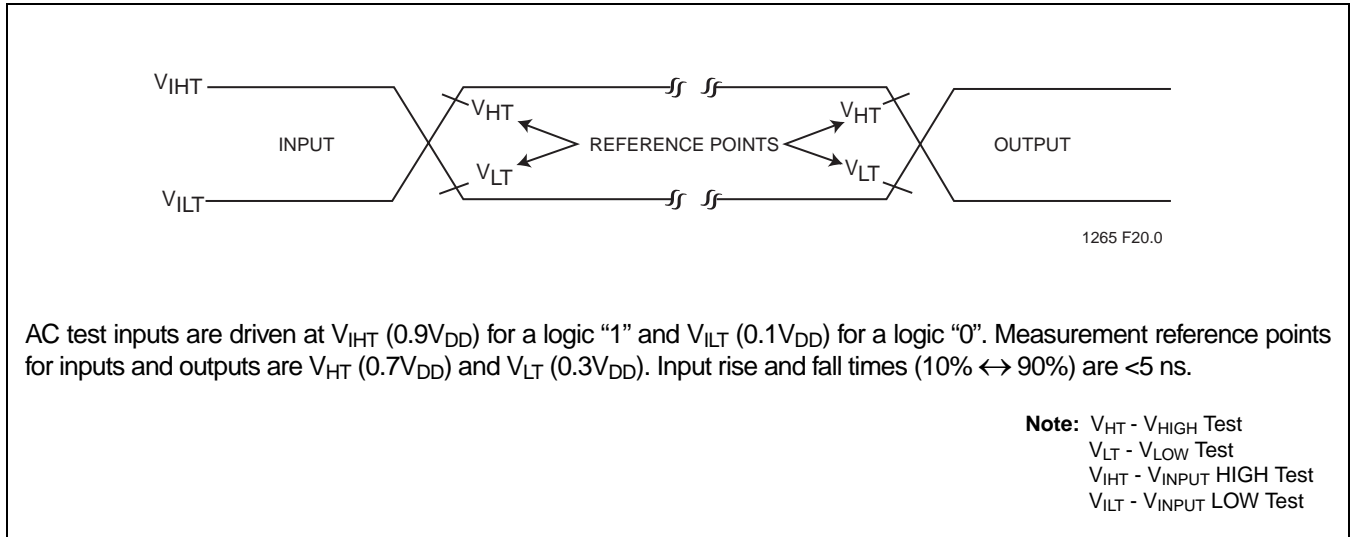 VIHT
VHT
VHT
INPUT
REFERENCE POINTS
OUTPUT
VLT
VLT
VILT
1265 F20.0
AC test inputs are driven at VIHT (0.9VDD) for a logic “1” and VILT (0.1VDD) for a logic “0”. Measurement reference points
for inputs and outputs are VHT (0.7VDD) and VLT (0.3VDD). Input rise and fall times (10% ↔ 90%) are <5 ns.
Note: VHT - VHIGH Test
VLT - VLOW Test
VIHT - VINPUT HIGH Test
VILT - VINPUT LOW Test